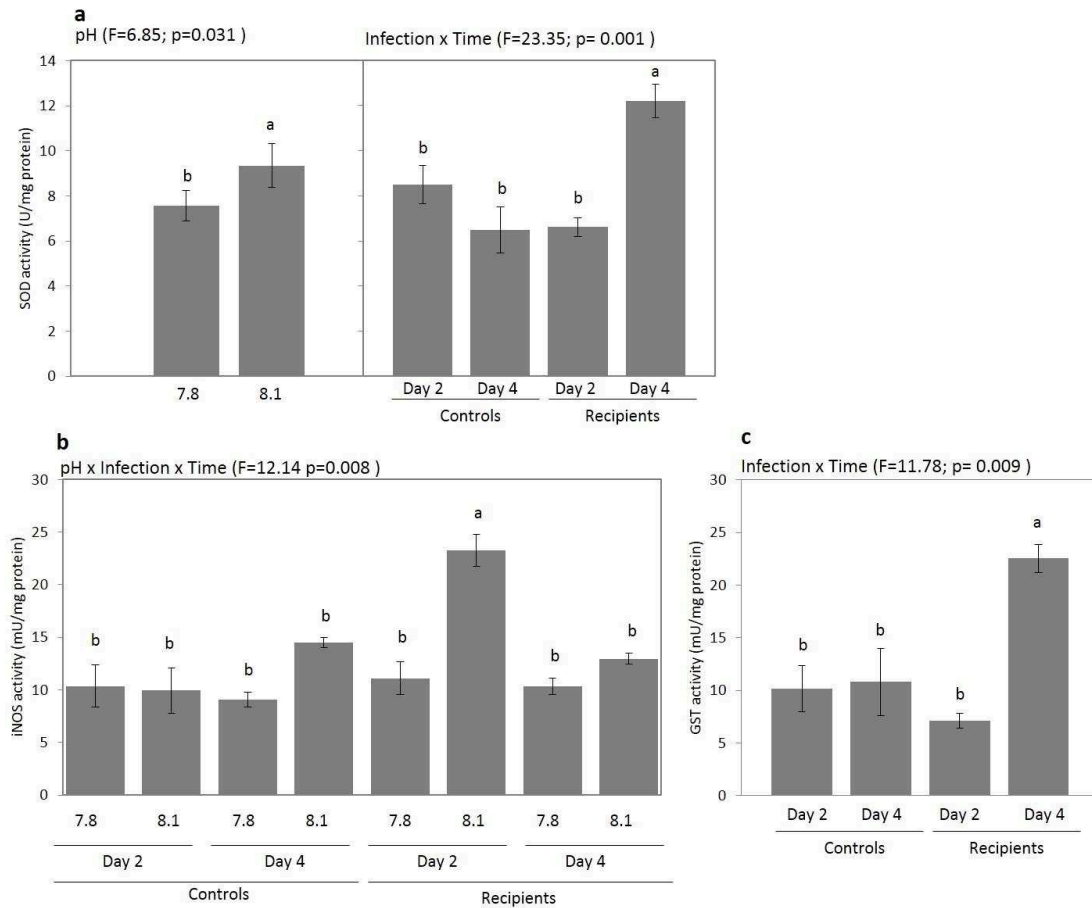 a
pH (F=6.85; p=0.031 )
Infection x Time (F=23.35; p= 0.001 )
SOD activity (U/mg protein)
14
12
10
8
6
4
2
0
b
a
b
b
b
a
7.8
8.1
Day 2
Day 4
Day 2
Day 4
Controls
Recipients
b
pH x Infection x Time (F=12.14 p=0.008 )
iNOS activity (mU/mg protein)
30
25
20
15
10
5
0
b
b
b
b
b
a
b
b
7.8
8.1
7.8
8.1
7.8
8.1
7.8
8.1
Day 2
Day 4
Day 2
Day 4
Controls
Recipients
c
Infection x Time (F=11.78; p= 0.009 )
GST activity (mU/mg protein)
30
25
20
15
10
5
0
b
b
b
a
Day 2
Day 4
Day 2
Day 4
Controls
Recipients